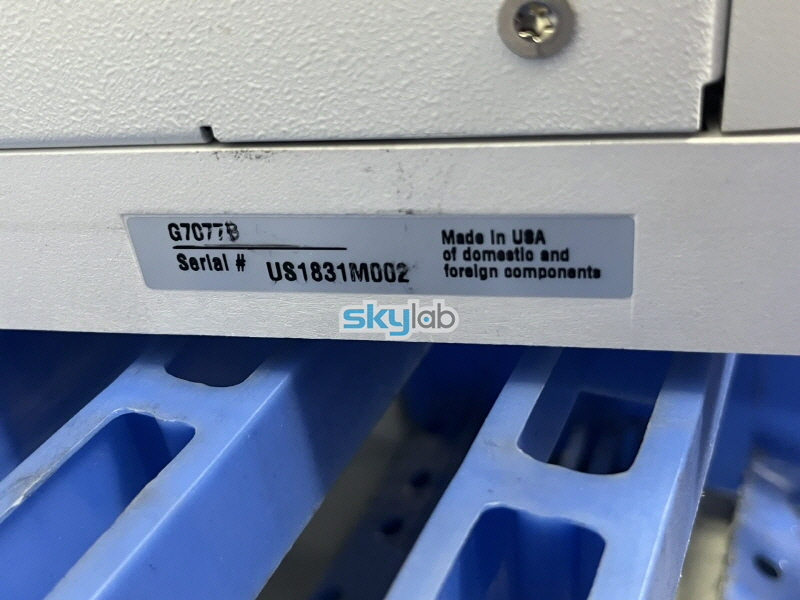 G7077B
Serial # US1831M002
Made in USA
of domestic and
foreign components
skylab